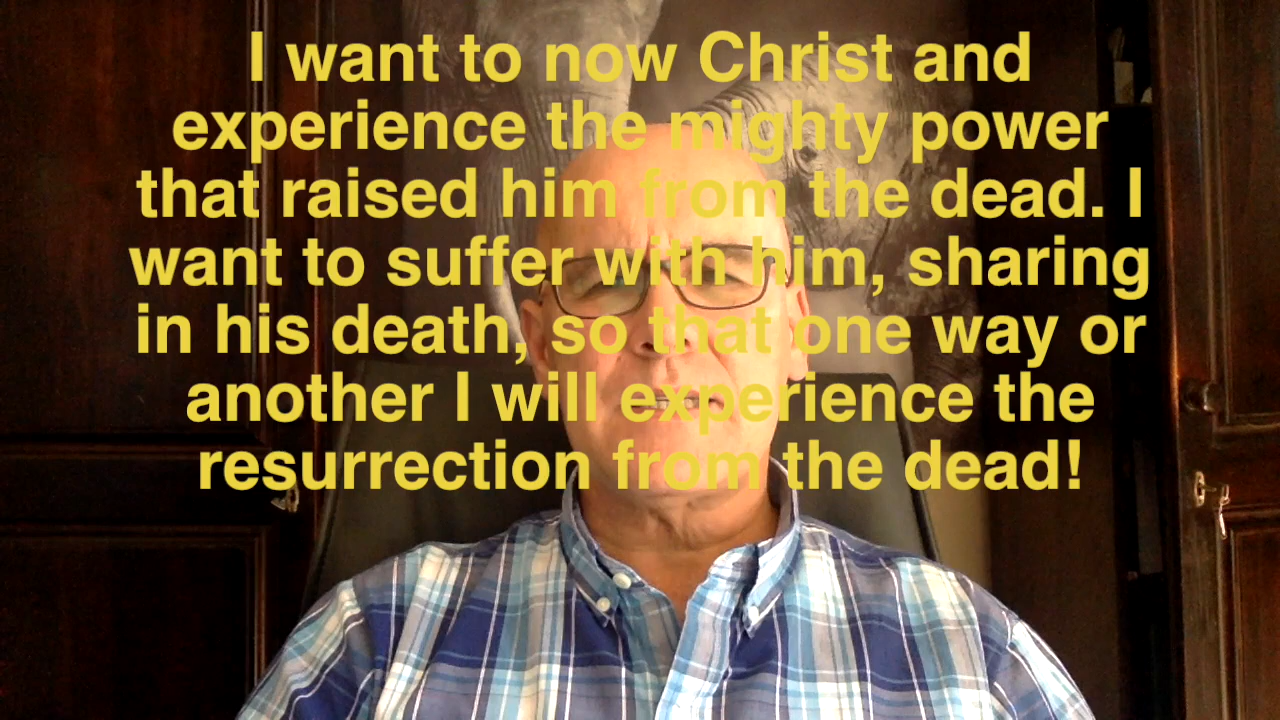 I want to now Christ and
experience the mighty power
that raised him from the dead. I
want to suffer with him, sharing
in his death, so that one way or
another I will experience the
resurrection from the dead!